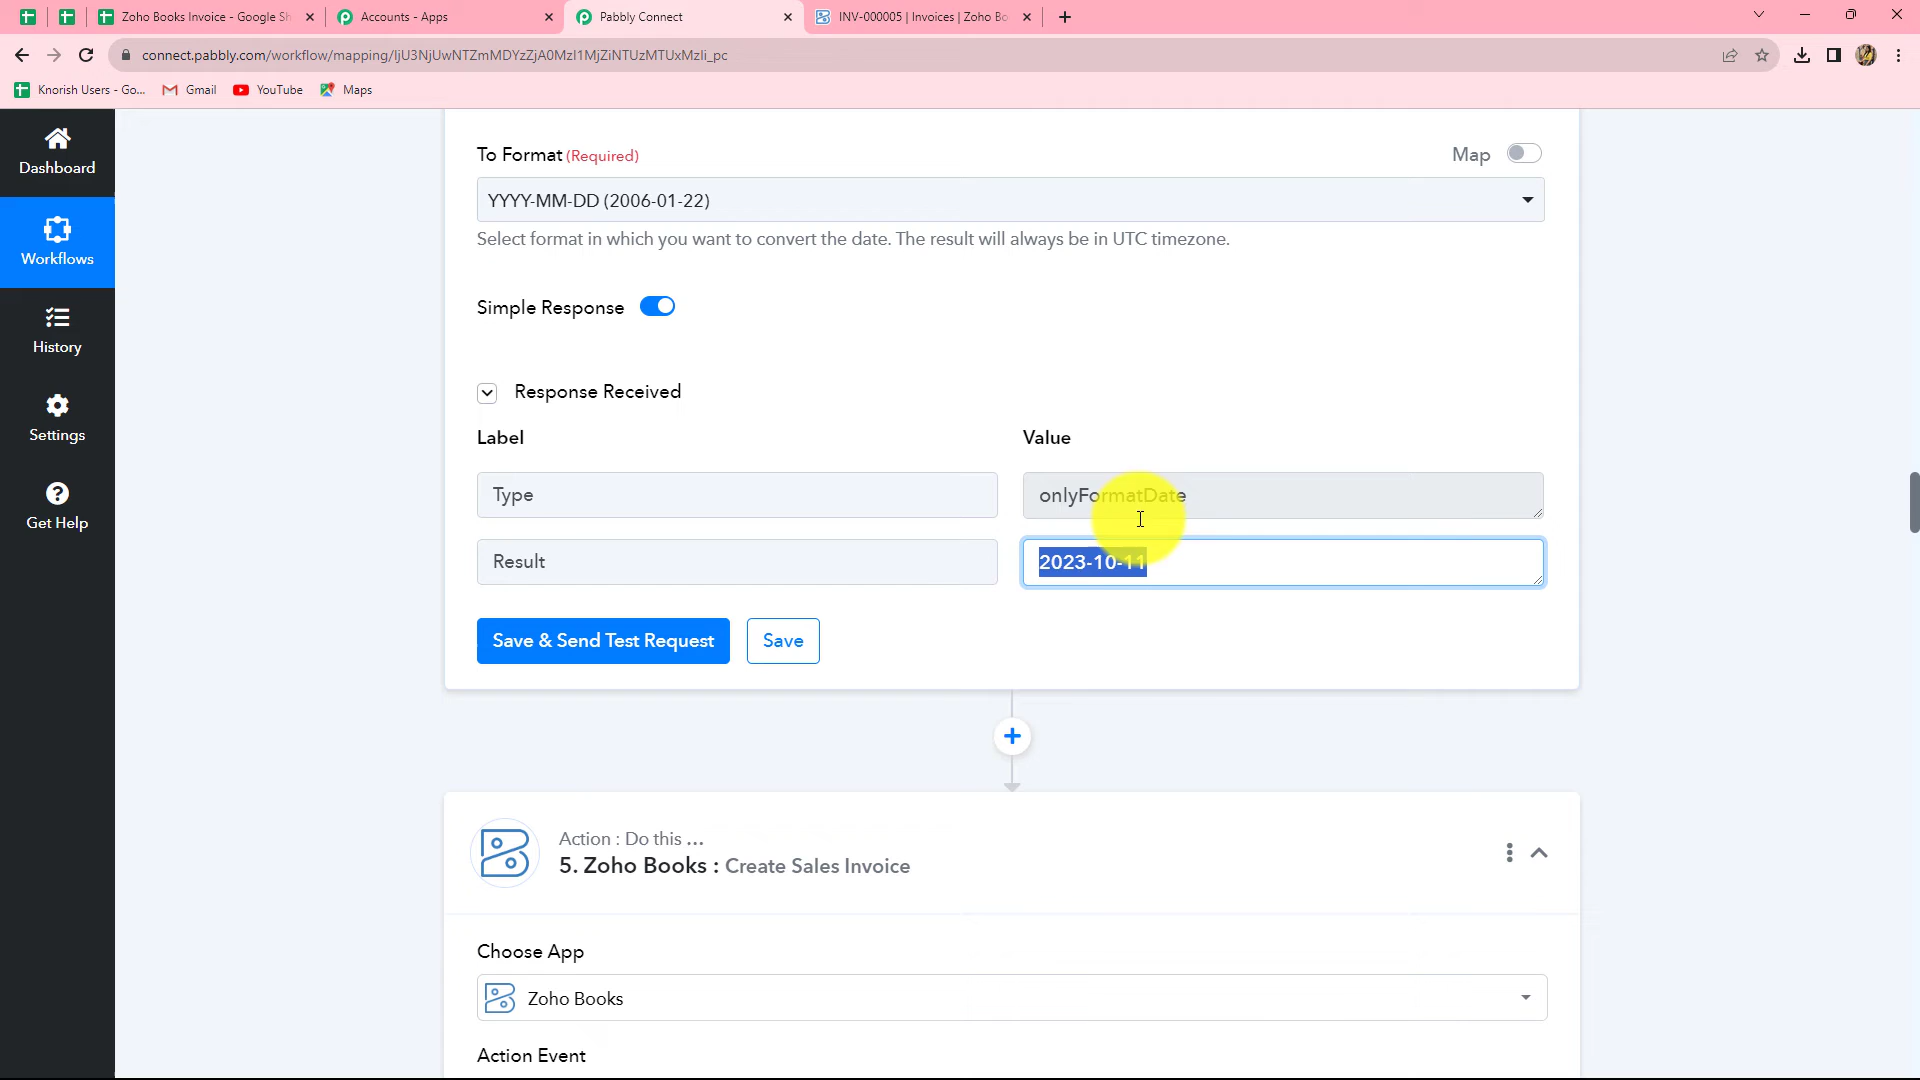 Zoho Books Invoice - Google Sh
Accounts - Apps
Pabbly Connect
INV-000005 | Invoices | Zoho Bo
connect.pabbly.com/workflow/mapping/IjU3NjUwNTZmMDYzZjA0MzI1MjZiNTUzMTUxMzIi_pc
Knorish Users - Go...
Gmail
YouTube
Maps
Dashboard
Workflows
History
Settings
Get Help
To Format (Required)
Map
YYYY-MM-DD (2006-01-22)
Select format in which you want to convert the date. The result will always be in UTC timezone.
Simple Response
Response Received
Label
Value
Type
onlyFormatDate
Result
2023-10-11
Save & Send Test Request
Save
Action : Do this ...
5. Zoho Books : Create Sales Invoice
Choose App
Zoho Books
Action Event